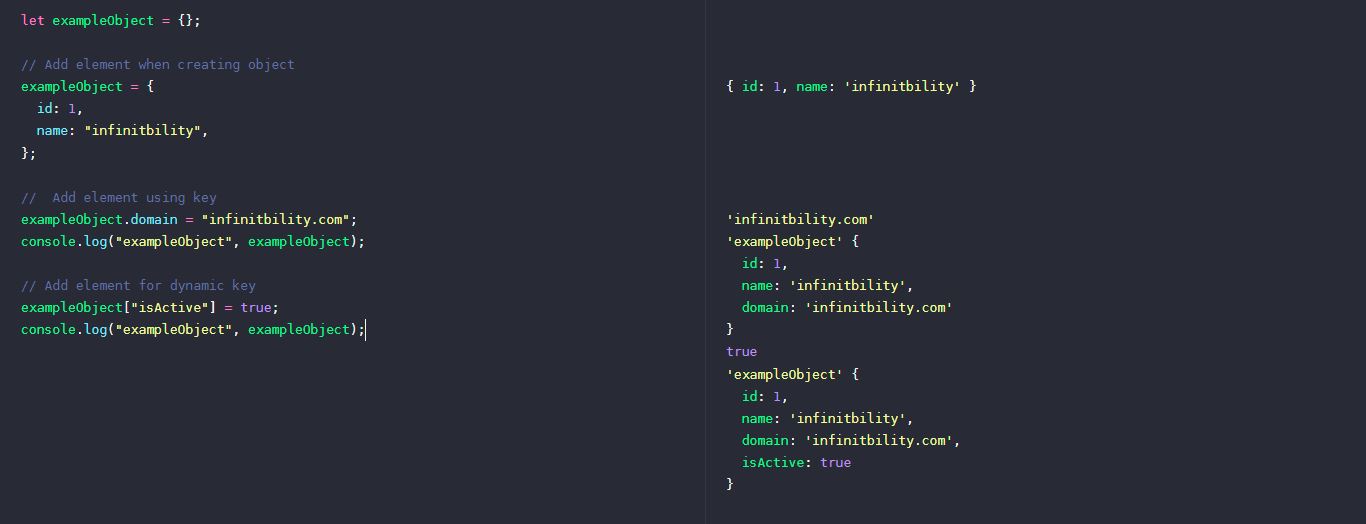 let exampleObject = {};
// Add element when creating object
exampleObject = {
  id: 1,
  name: "infinitbility",
};
//  Add element using key
exampleObject.domain = "infinitbility.com";
console.log("exampleObject", exampleObject);
// Add element for dynamic key
exampleObject["isActive"] = true;
console.log("exampleObject", exampleObject);
{ id: 1, name: 'infinitbility' }
'infinitbility.com'
'exampleObject' {
  id: 1,
  name: 'infinitbility',
  domain: 'infinitbility.com'
}
true
'exampleObject' {
  id: 1,
  name: 'infinitbility',
  domain: 'infinitbility.com',
  isActive: true
}